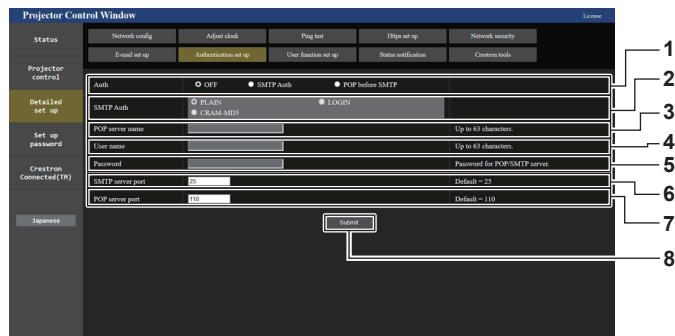 Projector Control Window
License
Status
Network config
Adjust clock
Ping test
Https set up
Network security
E-mail set up
Authentication set up
User function set up
Status notification
Crestron tools
Projector
control
Detailed
set up
Set up
password
Crestron
Connected(TM)
Japanese
Auth
OFF
SMTP Auth
POP before SMTP
1
SMTP Auth
PLAIN
LOGIN
CRAM-MD5
2
POP server name
Up to 63 characters.
3
User name
Up to 63 characters.
4
Password
Password for POP/SMTP server.
5
SMTP server port
25
Default = 25
6
POP server port
110
Default = 110
7
Submit
8